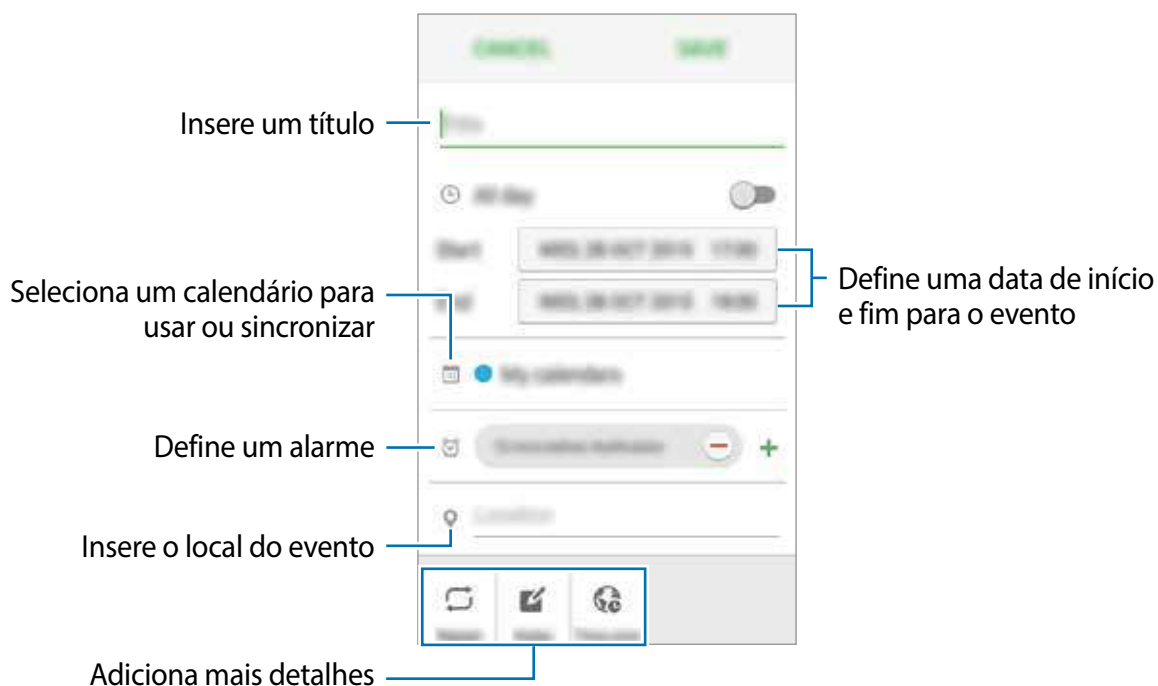 CANCEL SAVE
Insere um título
All day
Start
Define uma data de início
e fim para o evento
Seleciona um calendário para
usar ou sincronizar
End
My calendars
Define um alarme
Location
Insere o local do evento
Adiciona mais detalhes